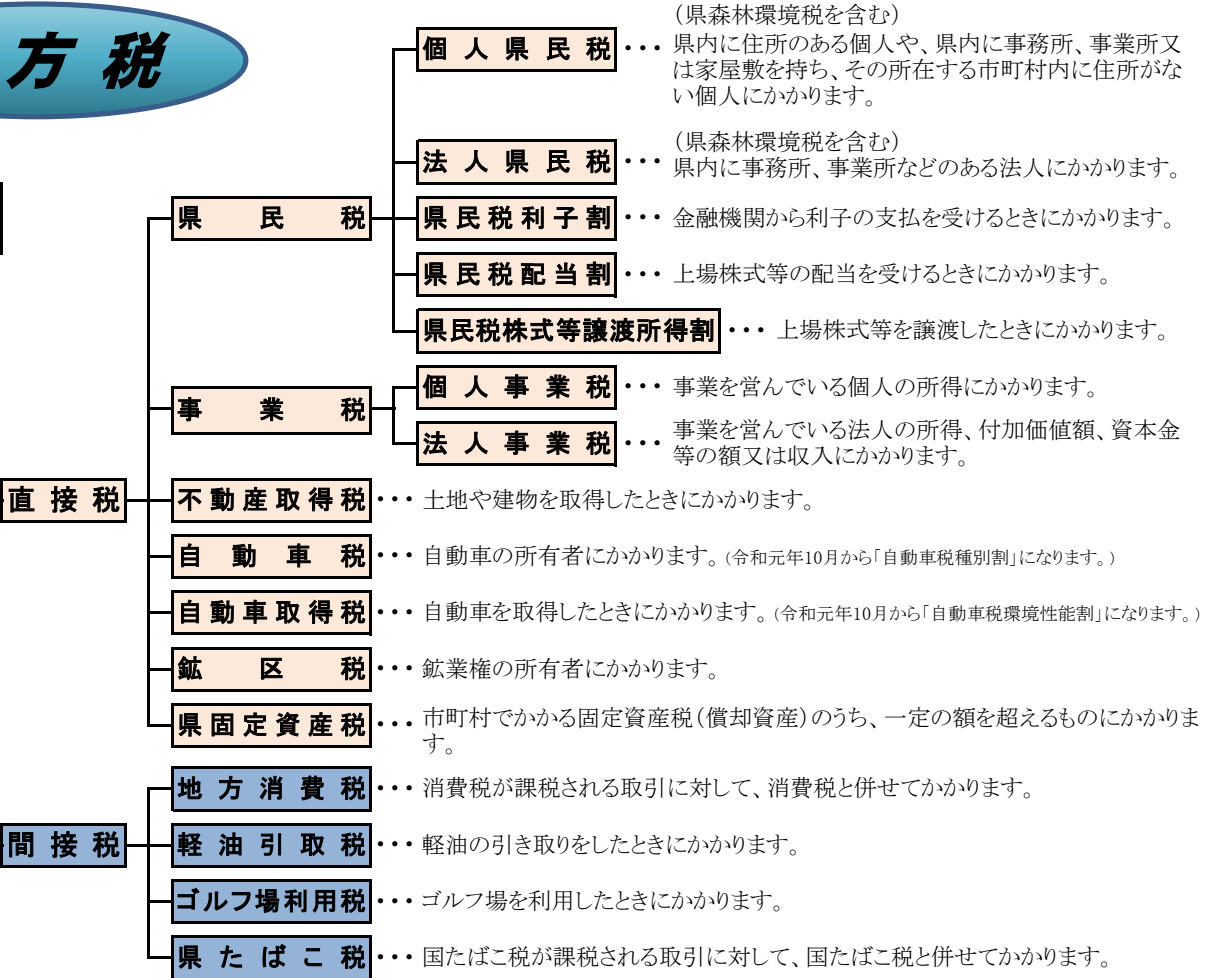 方税
(県森林環境税を含む)
個人県民税・・・県内に住所のある個人や、県内に事務所、事業所又
は家屋敷を持ち、その所在する市町村内に住所がな
い個人にかかります。
(県森林環境税を含む)
法人県民税・・・県内に事務所、事業所などのある法人にかかります。
県民税
県民税利子割・・・金融機関から利子の支払を受けるときにかかります。
県民税配当割・・・上場株式等の配当を受けるときにかかります。
県民税株式等譲渡所得割・・・上場株式等を譲渡したときにかかります。
事業税
個人事業税・・・事業を営んでいる個人の所得にかかります。
法人事業税・・・事業を営んでいる法人の所得、付加価値額、資本金
等の額又は収入にかかります。
直接税
不動産取得税・・・土地や建物を取得したときにかかります。
自動車税・・・自動車の所有者にかかります。(令和元年10月から「自動車税種別割」になります。)
自動車取得税・・・自動車を取得したときにかかります。(令和元年10月から「自動車税環境性能割」になります。)
鉱区税・・・鉱業権の所有者にかかります。
県固定資産税・・・市町村でかかる固定資産税(償却資産)のうち、一定の額を超えるものにかかりま
す。
地方消費税・・・消費税が課税される取引に対して、消費税と併せてかかります。
間接税
軽油引取税・・・軽油の引き取りをしたときにかかります。
ゴルフ場利用税・・・ゴルフ場を利用したときにかかります。
県たばこ税・・・国たばこ税が課税される取引に対して、国たばこ税と併せてかかります。